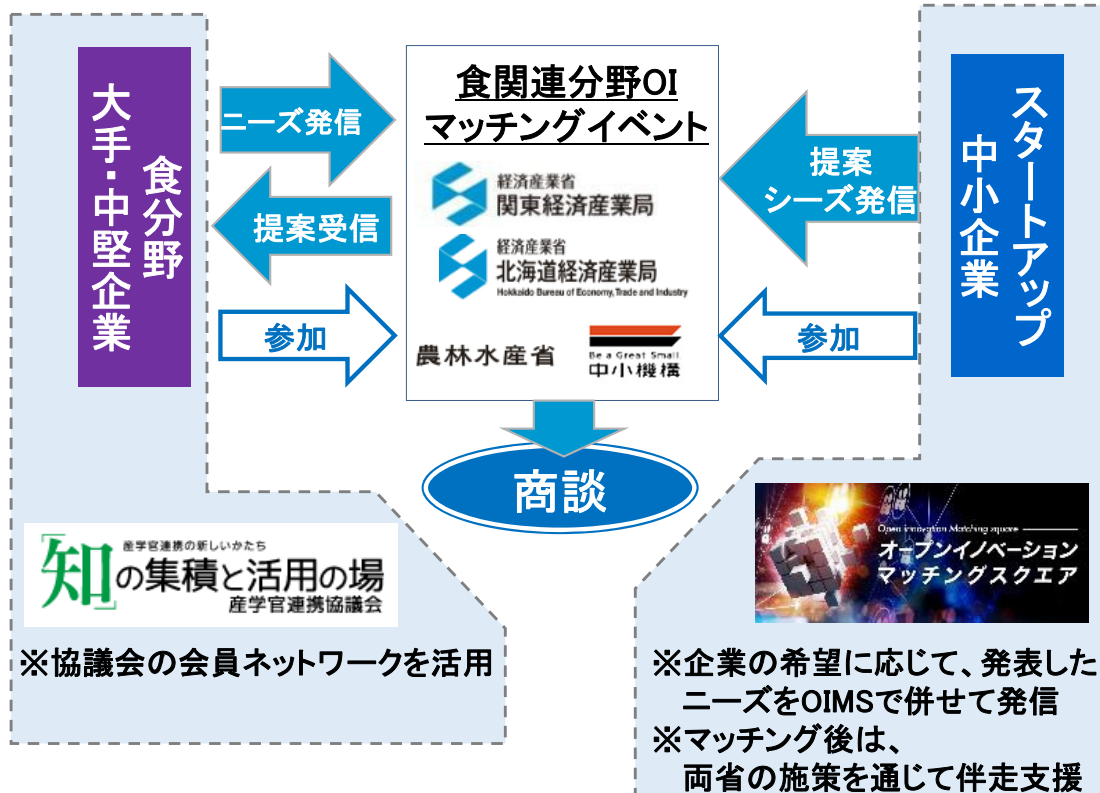 食分野
大手・中堅企業
ニーズ発信
提案受信
参加
食関連分野OI
マッチングイベント
経済産業省
関東経済産業局
経済産業省
北海道経済産業局
Hokkaido Bureau of Economy, Trade and Industry
農林水産省
Be a Great Small.
中小機構
商談
提案
シーズ発信
参加
スタートアップ
中小企業
産学官連携の新しいかたち
「知」の集積と活用の場
産学官連携協議会
※協議会の会員ネットワークを活用
Open innovation Matching square
オープンイノベーション
マッチングスクエア
※企業の希望に応じて、発表した
ニーズをOIMSで併せて発信
※マッチング後は、
両省の施策を通じて伴走支援